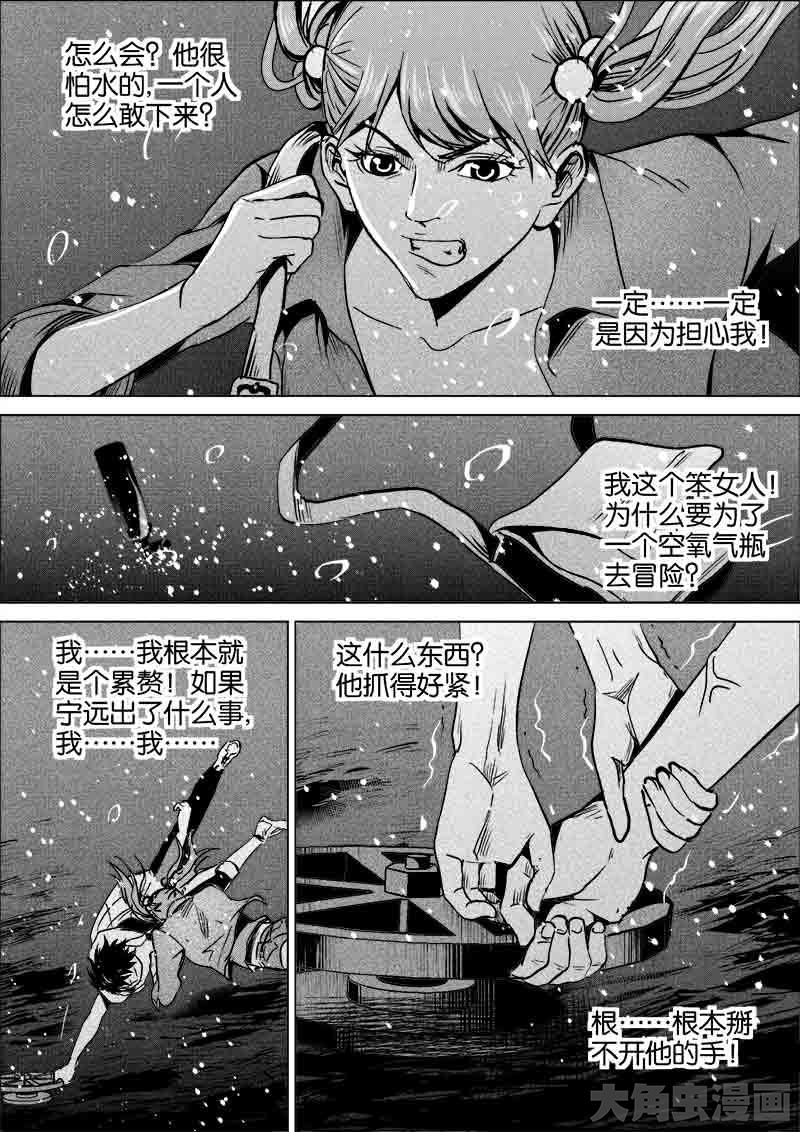 怎么会？他很
怕水的，一个人
怎么敢下来？
一定……一定
是因为担心我！
我这个笨女人！
为什么要为了
一个空氧气瓶
去冒险？
我……我根本就
是个累赘！如果
宁远出了什么事，
我……我……
这什么东西？
他抓得好紧！
根……根本掰
不开他的手！
大角虫漫画